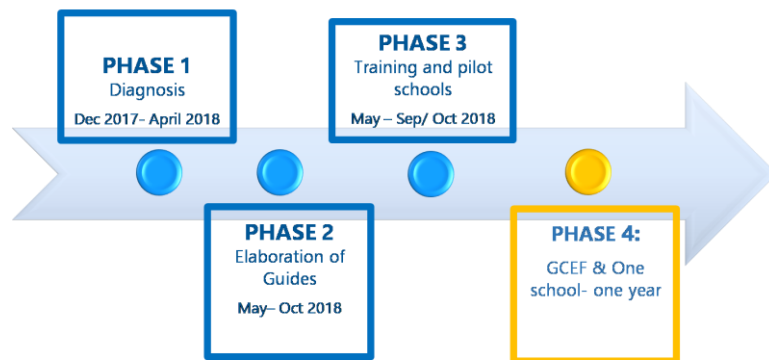 PHASE 1
Diagnosis
Dec 2017- April 2018
PHASE 2
Elaboration of
Guides
May– Oct 2018
PHASE 3
Training and pilot
schools
May – Sep/ Oct 2018
PHASE 4:
GCEF & One
school- one year